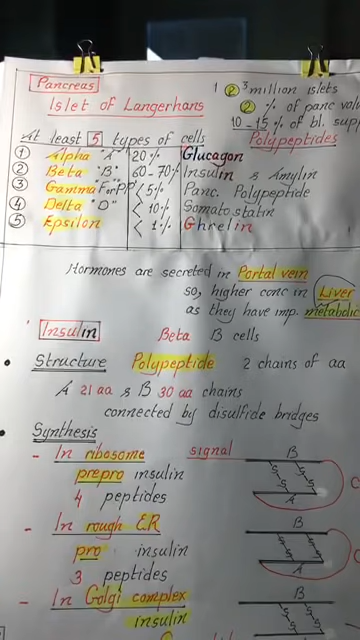 Pancreas
1 2 3 million islets
Islet of Langerhans
2 % of panc
10 - 15 % of bl.
At least 5 types of cells
Polypeptides
1 Alpha "A" 20% Glucagon
2 Beta "B" 60 - 70% Insulin & Amylin
3 Gamma F or PP < 5% Panc. Polypeptide
4 Delta "D" < 10% Somatostatin
5 Epsilon < 1% Ghrelin
Hormones are secreted in Portal vein
so, higher conc in Liver
as they have imp. metabolic
Insulin Beta B cells
• Structure Polypeptide 2 chains of aa
A 21 aa & B 30 aa chains
connected by disulfide bridges
• Synthesis
- In ribosome signal B
prepro insulin S-S S-S
4 peptides A
- In rough ER B
pro insulin
3 peptides A
- In Golgi complex B
insulin